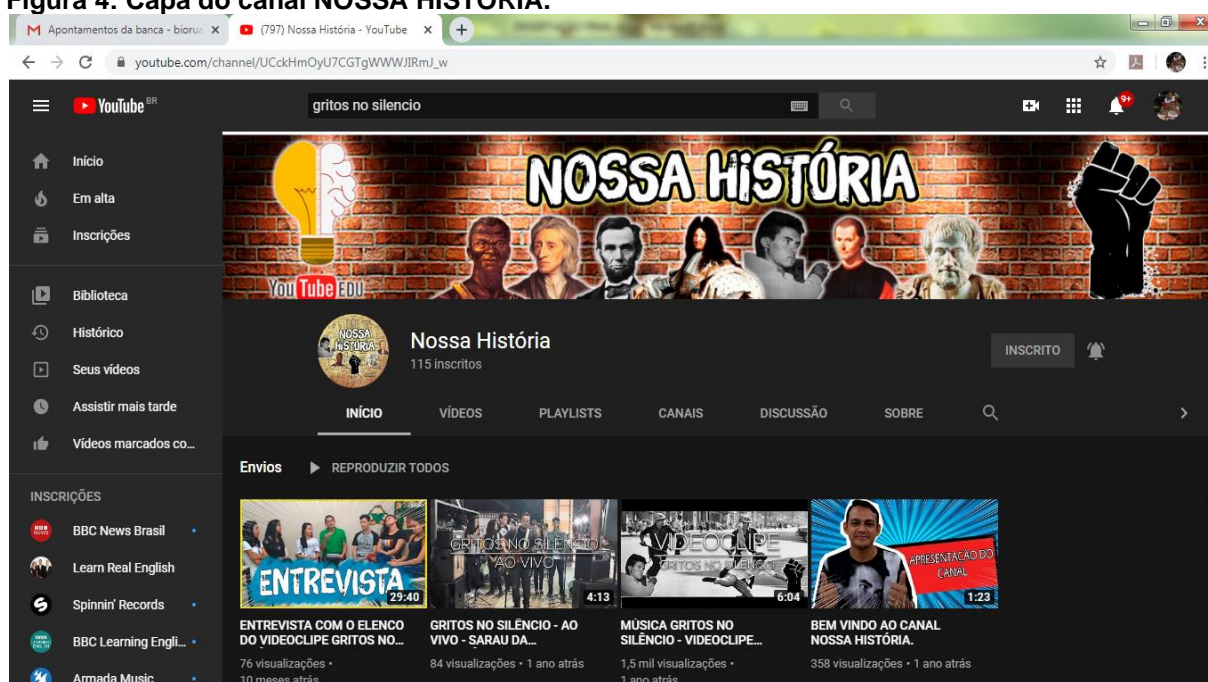 Figura 4: Capa do canal NOSSA HISTÓRIA.
Apontamentos da banca - biorua
(797) Nossa História - YouTube
youtube.com/channel/UCckHmOyU7CGTgWWWJIRmJ_w
YouTube BR
gritos no silencio
9+
Início
Em alta
Inscrições
Biblioteca
Histórico
Seus vídeos
Assistir mais tarde
Vídeos marcados co...
INSCRIÇÕES
BBC News Brasil
Learn Real English
Spinnin' Records
BBC Learning Engli...
Armada Music
NOSSA HiSTÓRIA
YouTube EDU
NOSSA
HiSTÓRIA
Nossa História
115 inscritos
INSCRITO
INÍCIO VÍDEOS PLAYLISTS CANAIS DISCUSSÃO SOBRE
Envios REPRODUZIR TODOS
ENTREVISTA
29:40
ENTREVISTA COM O ELENCO
DO VIDEOCLIPE GRITOS NO...
76 visualizações •
10 meses atrás
GRITOS NO SILÊNCIO
AO VIVO
4:13
GRITOS NO SILÊNCIO - AO
VIVO - SARAU DA...
84 visualizações • 1 ano atrás
VIDEOCLIPE
GRITOS NO SILÊNCIO
6:04
MÚSICA GRITOS NO
SILÊNCIO - VIDEOCLIPE...
1,5 mil visualizações •
1 ano atrás
APRESENTAÇÃO DO
CANAL
1:23
BEM VINDO AO CANAL
NOSSA HISTÓRIA.
358 visualizações • 1 ano atrás